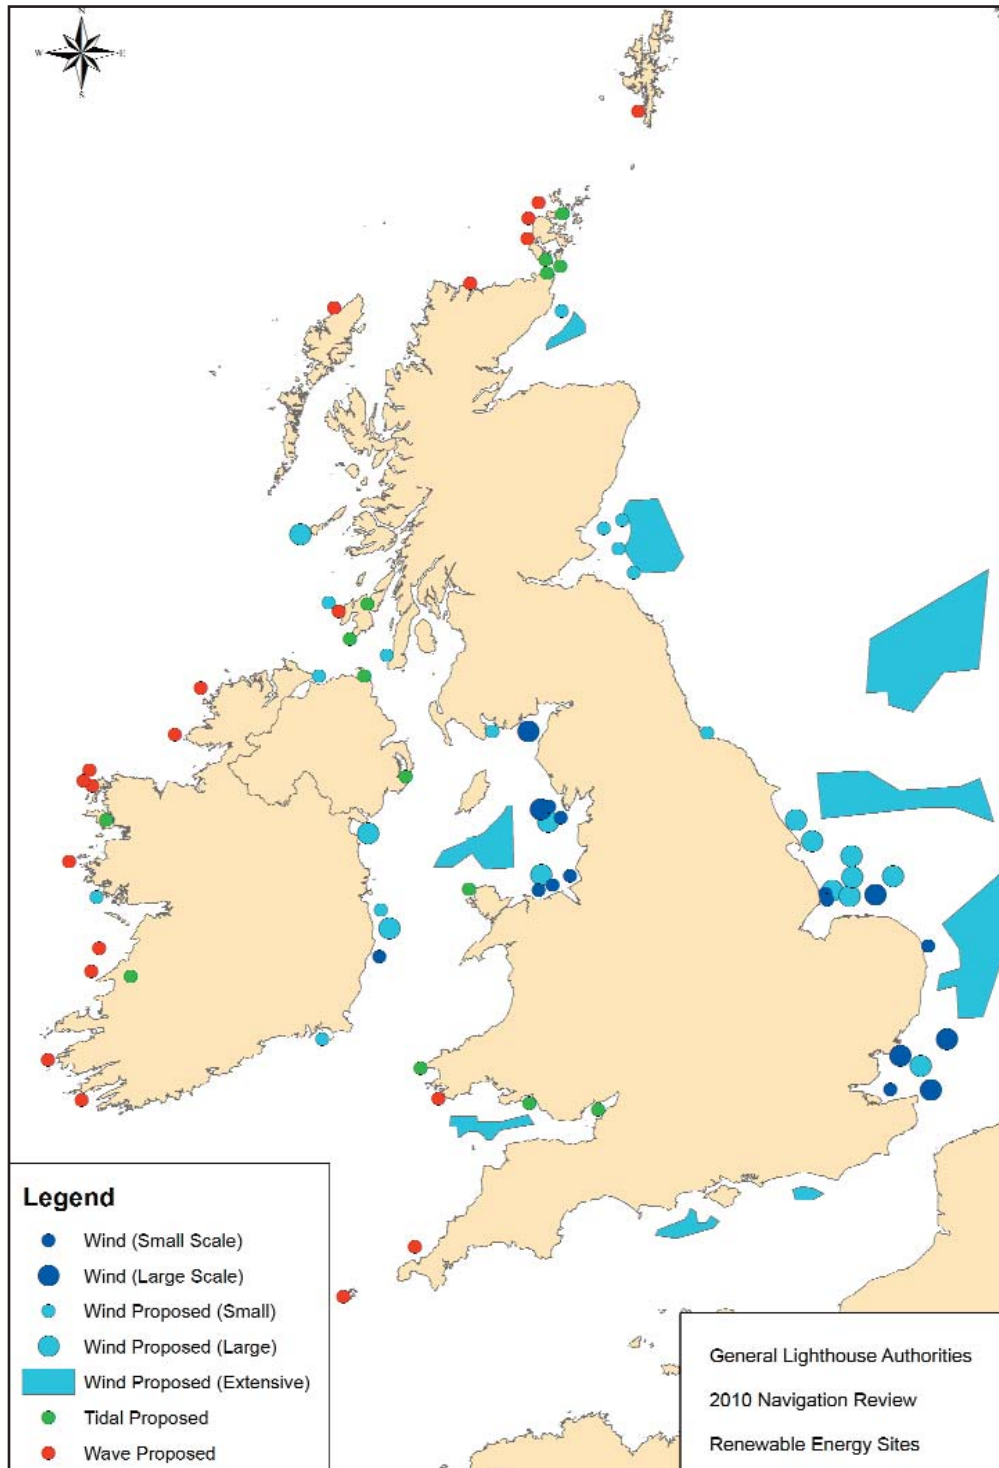 N
W E
S
Legend
Wind (Small Scale)
Wind (Large Scale)
Wind Proposed (Small)
Wind Proposed (Large)
Wind Proposed (Extensive)
Tidal Proposed
Wave Proposed
General Lighthouse Authorities
2010 Navigation Review
Renewable Energy Sites